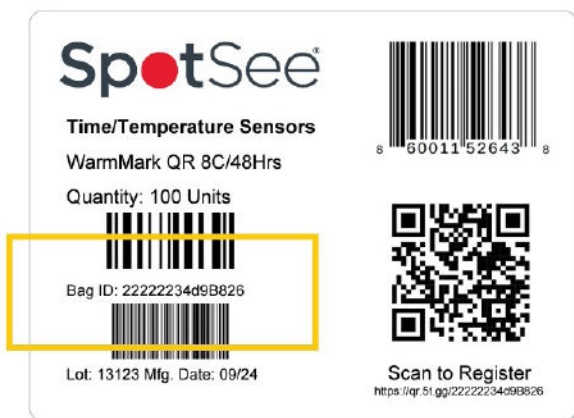 SpotSee
Time/Temperature Sensors
WarmMark QR 8C/48Hrs
Quantity: 100 Units
Bag ID: 22222234d9B826
Lot: 13123 Mfg. Date: 09/24
8 60011 52643 8
Scan to Register
https://qr.5t.gg/22222234d9B826